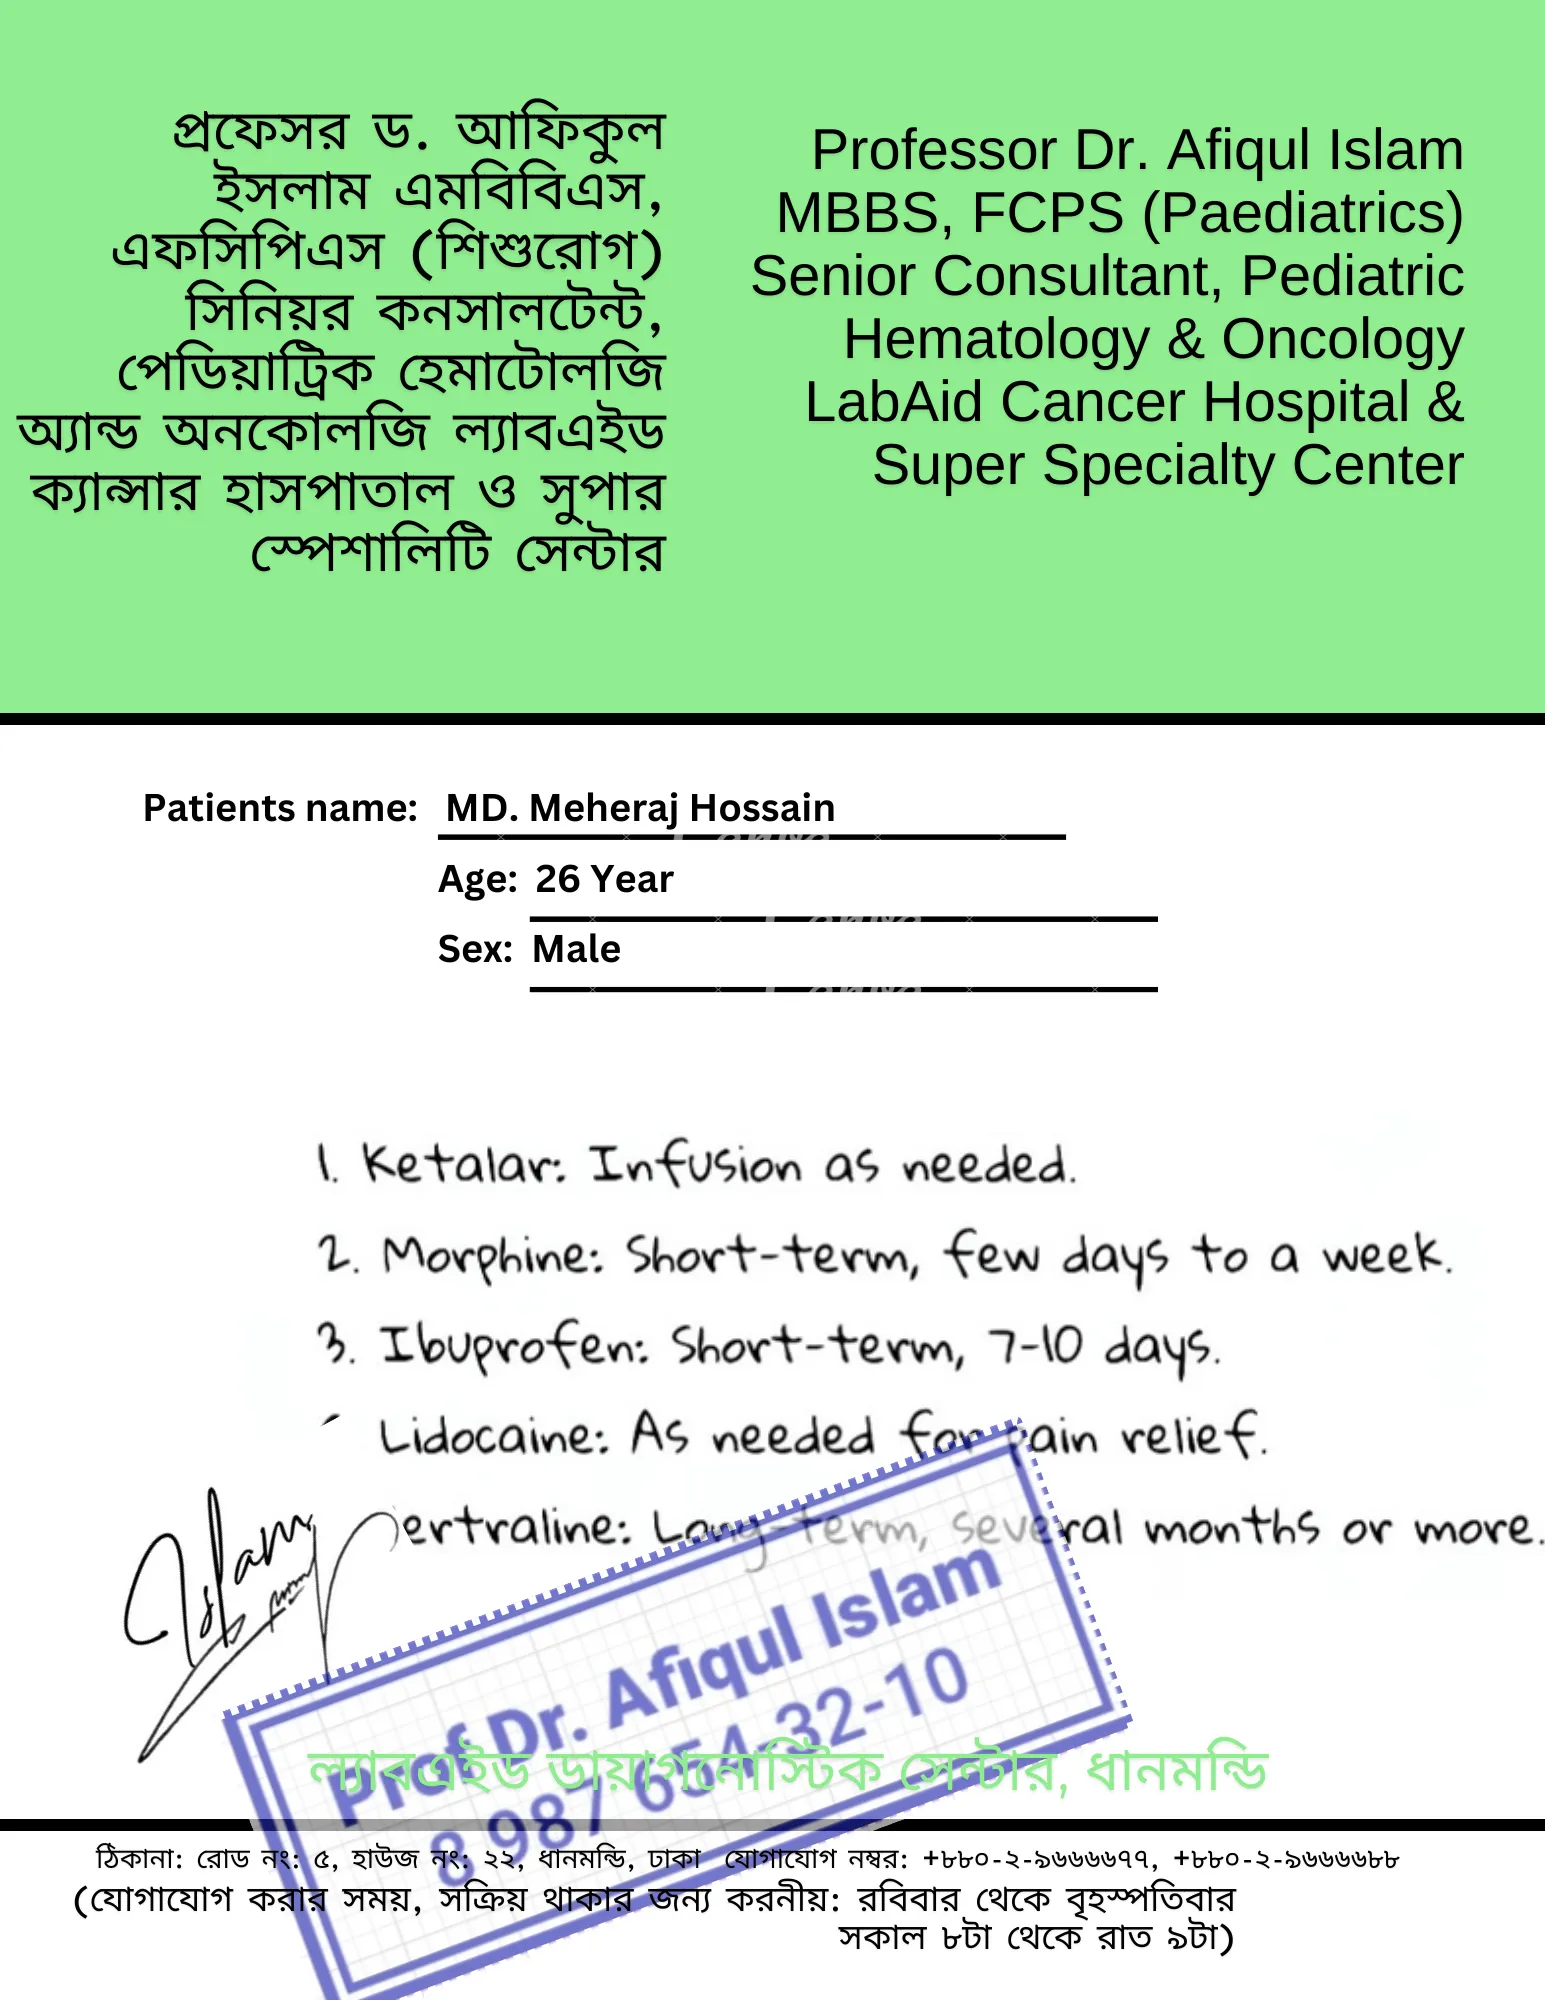 প্রফেসর ড. আফিকুল
ইসলাম এমবিবিএস,
এফসিপিএস (শিশুরোগ)
সিনিয়র কনসালটেন্ট,
পেডিয়াট্রিক হেমাটোলজি
অ্যান্ড অনকোলজি ল্যাবএইড
ক্যান্সার হাসপাতাল ও সুপার
স্পেশালিটি সেন্টার
Professor Dr. Afiqul Islam
MBBS, FCPS (Paediatrics)
Senior Consultant, Pediatric
Hematology & Oncology
LabAid Cancer Hospital &
Super Specialty Center
Patients name: MD. Meheraj Hossain
Age: 26 Year
Sex: Male
1. Ketalar: Infusion as needed.
2. Morphine: Short-term, few days to a week.
3. Ibuprofen: Short-term, 7-10 days.
Lidocaine: As needed for pain relief.
ertraline: Long-term, several months or more.
Islam
Prof Dr. Afiqul Islam
8 987 654-32-10
ল্যাবএইড ডায়াগনোস্টিক সেন্টার, ধানমন্ডি
ঠিকানা: রোড নং: ৫, হাউজ নং: ২২, ধানমন্ডি, ঢাকা যোগাযোগ নম্বর: +৮৮০-২-৯৬৬৬৬৭৭, +৮৮০-২-৯৬৬৬৬৮৮
(যোগাযোগ করার সময়, সক্রিয় থাকার জন্য করনীয়: রবিবার থেকে বৃহস্পতিবার
সকাল ৮টা থেকে রাত ৯টা)